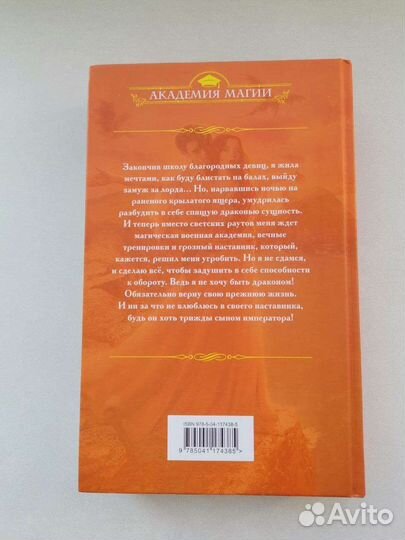 АКАДЕМИЯ МАГИИ
Закончив школу благородных девиц, я жила
мечтами, как буду блистать на балах, выйду
замуж за лорда... Но, нарвавшись ночью на
раненого крылатого ящера, умудрилась
разбудить в себе спящую драконью сущность.
И теперь вместо светских раутов меня ждет
магическая военная академия, вечные
тренировки и грозный наставник, который,
кажется, решил меня угробить. Но я не сдамся,
и сделаю всё, чтобы задушить в себе способности
к обороту. Ведь я не хочу быть драконом!
Обязательно верну свою прежнюю жизнь.
И ни за что не влюблюсь в своего наставника,
будь он хоть трижды сыном императора!
ISBN 978-5-04-117438-5
9 785041 174385 >
Avito